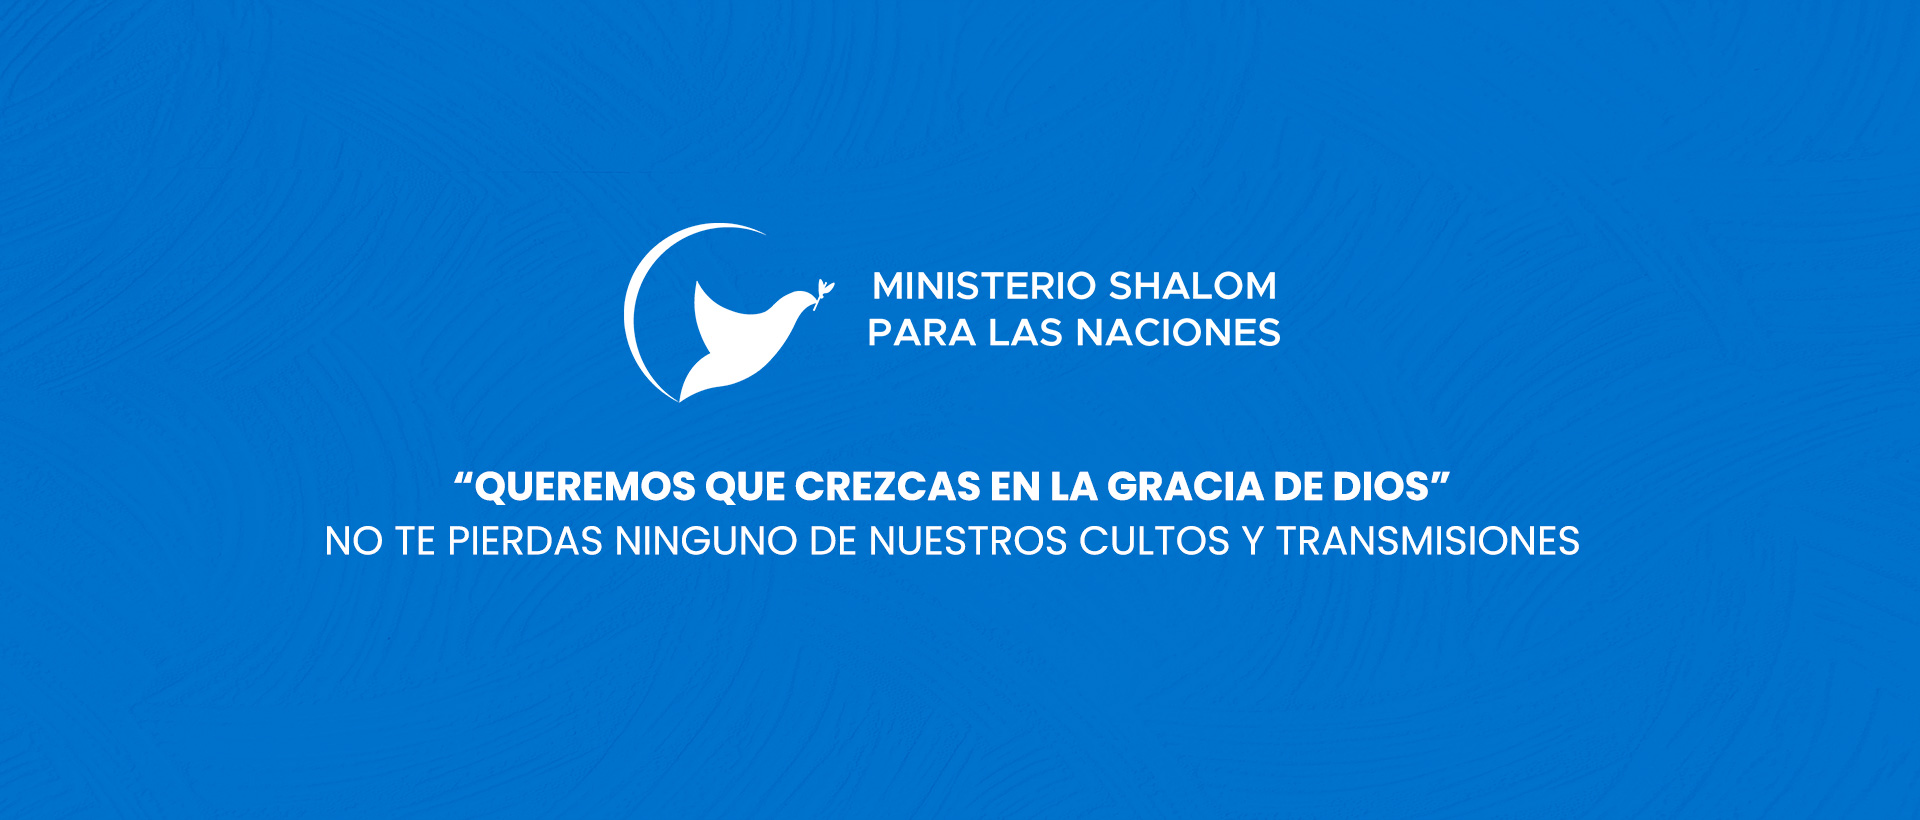 MINISTERIO SHALOM
PARA LAS NACIONES
“QUEREMOS QUE CREZCAS EN LA GRACIA DE DIOS”
NO TE PIERDAS NINGUNO DE NUESTROS CULTOS Y TRANSMISIONES